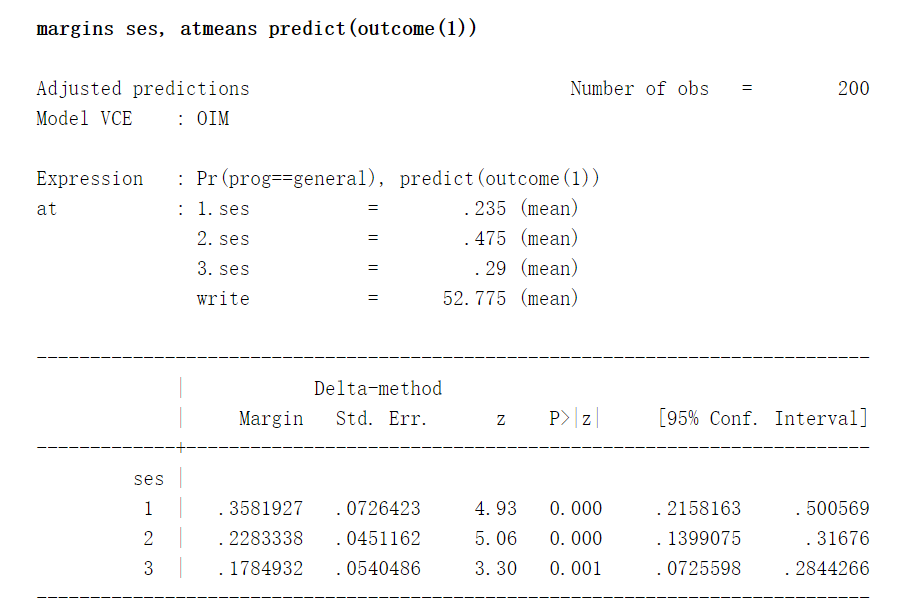 margins ses, atmeans predict(outcome(1))
Adjusted predictions                              Number of obs   =        200
Model VCE    : OIM
Expression   : Pr(prog==general), predict(outcome(1))
at           : 1.ses           =        .235 (mean)
               2.ses           =        .475 (mean)
               3.ses           =         .29 (mean)
               write           =      52.775 (mean)
------------------------------------------------------------------------------
             |            Delta-method
             |     Margin   Std. Err.      z    P>|z|     [95% Conf. Interval]
-------------+----------------------------------------------------------------
         ses |
          1  |   .3581927   .0726423     4.93   0.000     .2158163     .500569
          2  |   .2283338   .0451162     5.06   0.000     .1399075      .31676
          3  |   .1784932   .0540486     3.30   0.001     .0725598    .2844266
------------------------------------------------------------------------------